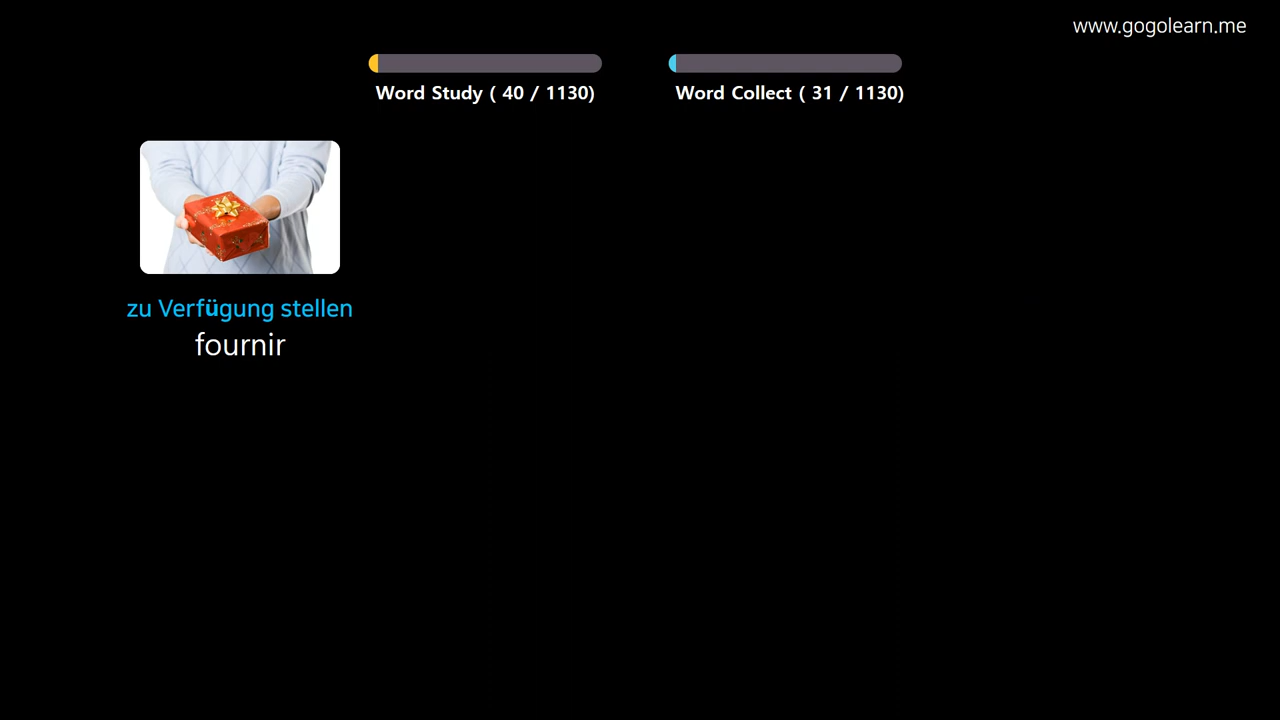 www.gogolearn.me
Word Study ( 40 / 1130)
Word Collect ( 31 / 1130)
zu Verfügung stellen
fournir